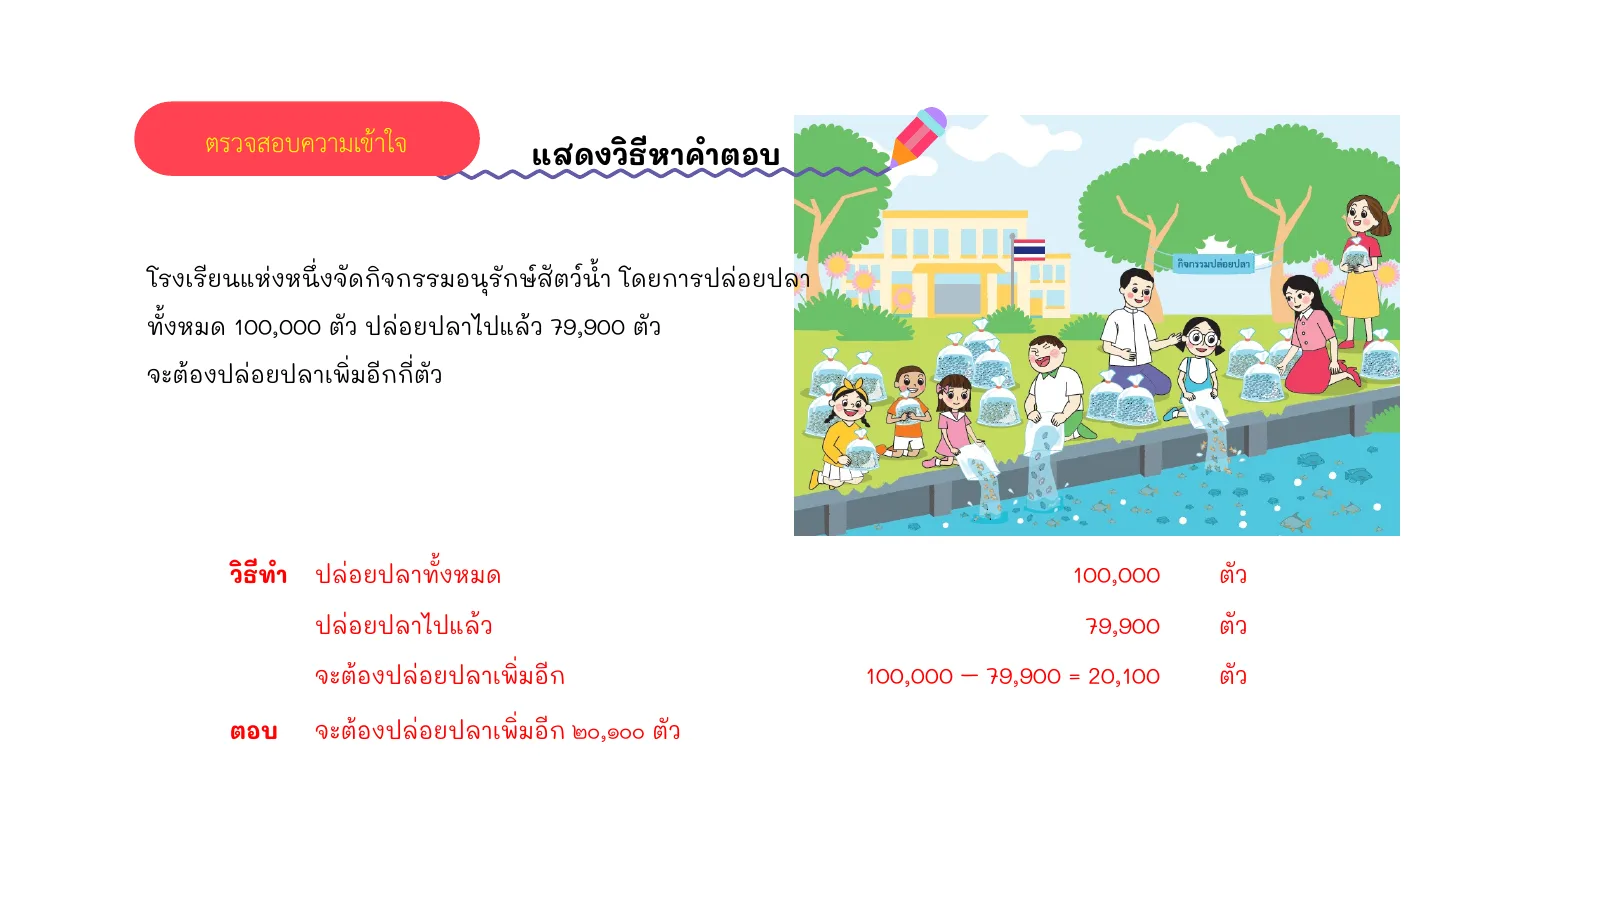 ตรวจสอบความเข้าใจ
แสดงวิธีหาคำตอบ
โรงเรียนแห่งหนึ่งจัดกิจกรรมอนุรักษ์สัตว์น้ำ โดยการปล่อยปลา
ทั้งหมด 100,000 ตัว ปล่อยปลาไปแล้ว 79,900 ตัว
จะต้องปล่อยปลาเพิ่มอีกกี่ตัว
กิจกรรมปล่อยปลา
วิธีทำ ปล่อยปลาทั้งหมด 100,000 ตัว
ปล่อยปลาไปแล้ว 79,900 ตัว
จะต้องปล่อยปลาเพิ่มอีก 100,000 – 79,900 = 20,100 ตัว
ตอบ จะต้องปล่อยปลาเพิ่มอีก ๒๐,๑๐๐ ตัว